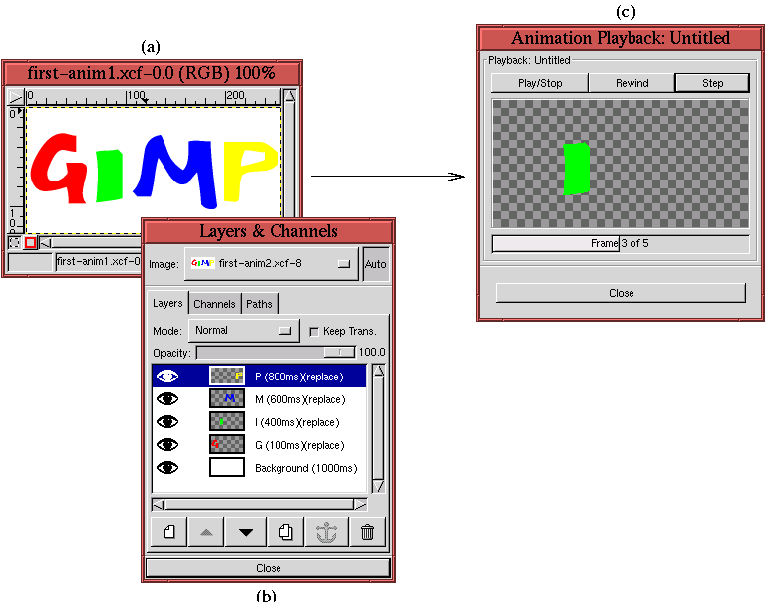 (a)
first-anim1.xcf-0.0 (RGB) 100%
0 100 200
0
GIMP
10
first-anim1.xcf-0
Layers & Channels
Image: GIMP first-anim2.xcf-8 Auto
Layers Channels Paths
Mode: Normal Keep Trans.
Opacity: 100.0
P (800ms)(replace)
M (600ms)(replace)
I (400ms)(replace)
G (100ms)(replace)
Background (1000ms)
Close
(b)
(c)
Animation Playback: Untitled
Playback: Untitled
Play/Stop Rewind Step
Frame 3 of 5
Close